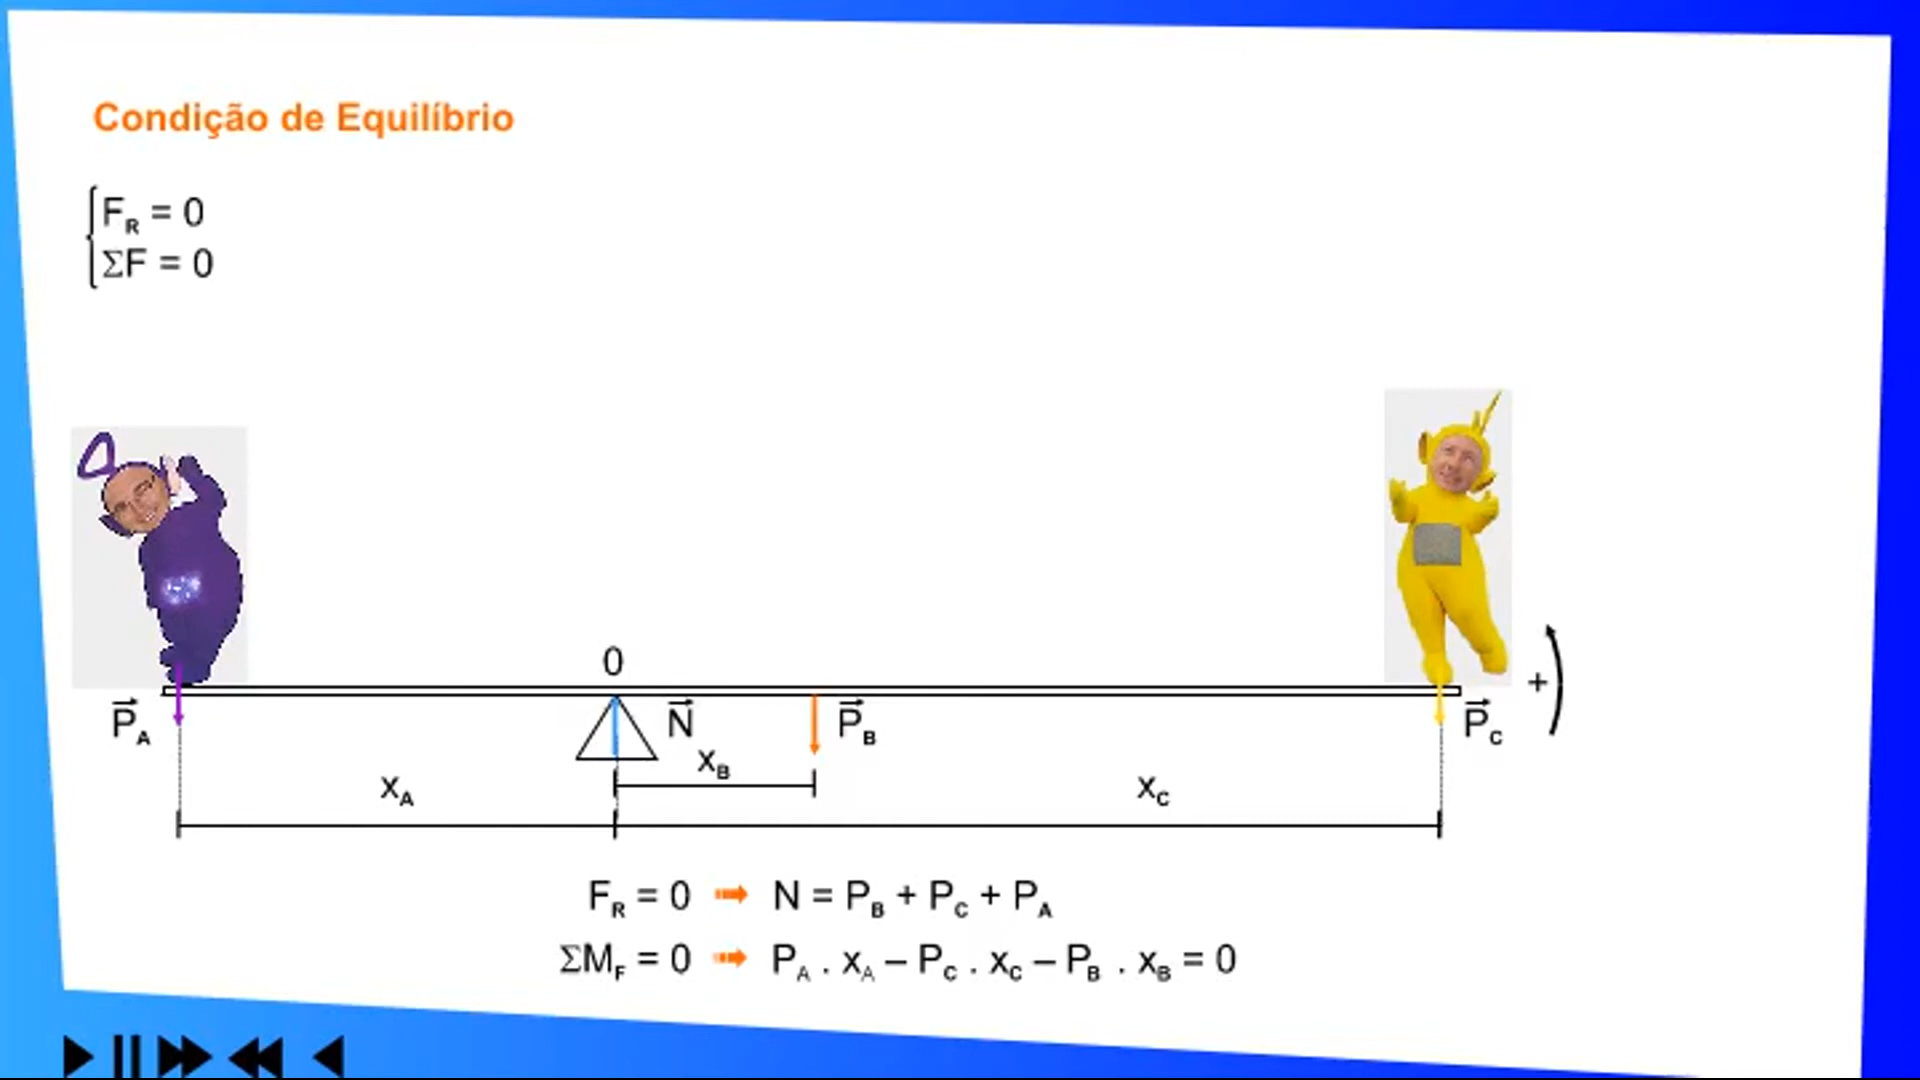 Condição de Equilíbrio
F_R = 0
ΣF = 0
0
+
P⃗_A
N⃗
P⃗_B
P⃗_C
x_B
x_A
x_C
F_R = 0 ➡ N = P_B + P_C + P_A
ΣM_F = 0 ➡ P_A . x_A – P_C . x_C – P_B . x_B = 0